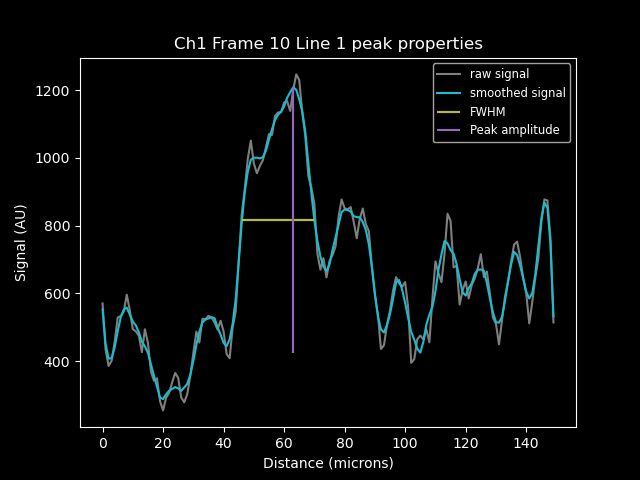 Ch1 Frame 10 Line 1 peak properties
raw signal
smoothed signal
FWHM
Peak amplitude
Signal (AU)
1200
1000
800
600
400
0 20 40 60 80 100 120 140
Distance (microns)